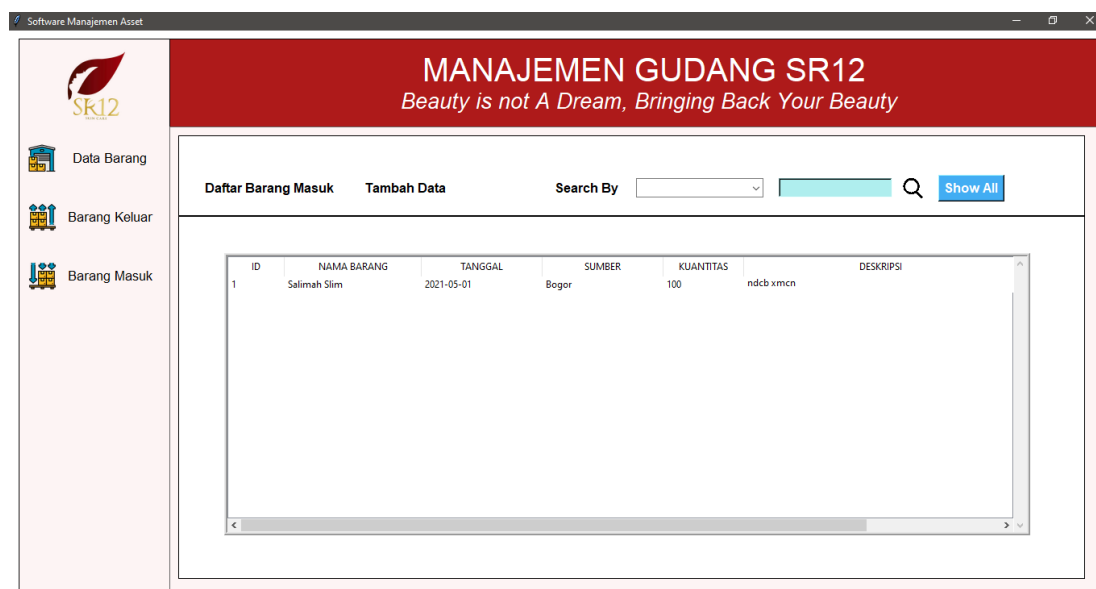 Software Manajemen Asset
SR12
MANAJEMEN GUDANG SR12
Beauty is not A Dream, Bringing Back Your Beauty
Data Barang
Barang Keluar
Barang Masuk
Daftar Barang Masuk Tambah Data Search By Show All
ID NAMA BARANG TANGGAL SUMBER KUANTITAS DESKRIPSI
1 Salimah Slim 2021-05-01 Bogor 100 ndcb xmcn